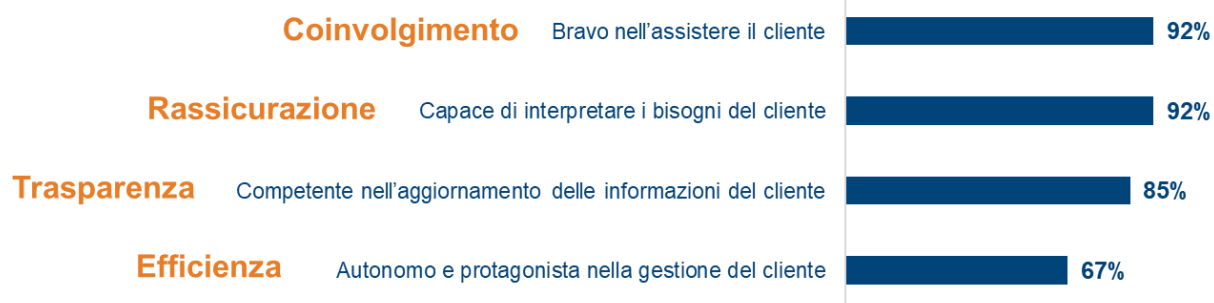 Coinvolgimento Bravo nell'assistere il cliente 92%
Rassicurazione Capace di interpretare i bisogni del cliente 92%
Trasparenza Competente nell'aggiornamento delle informazioni del cliente 85%
Efficienza Autonomo e protagonista nella gestione del cliente 67%